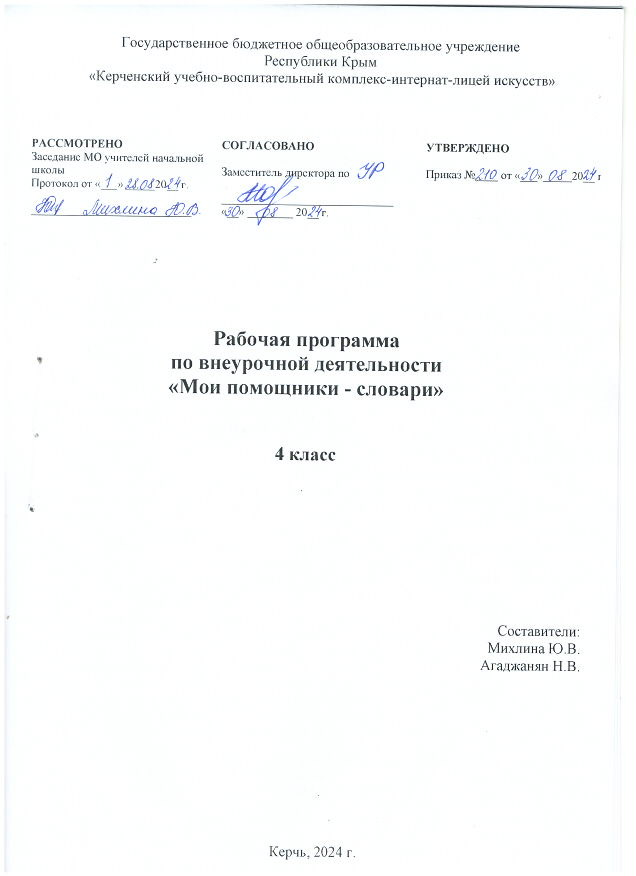 Государственное бюджетное общеобразовательное учреждение
Республики Крым
«Керченский учебно-воспитательный комплекс-интернат-лицей искусств»
РАССМОТРЕНО
Заседание МО учителей начальной
школы
Протокол от « 1 » 28.08 2024 г.
Михлина Ю.В.
СОГЛАСОВАНО
Заместитель директора по УР
«30» 08 2024г.
УТВЕРЖДЕНО
Приказ №210 от «30» 08 2024 г
Рабочая программа
по внеурочной деятельности
«Мои помощники - словари»
4 класс
Составители:
Михлина Ю.В.
Агаджанян Н.В.
Керчь, 2024 г.